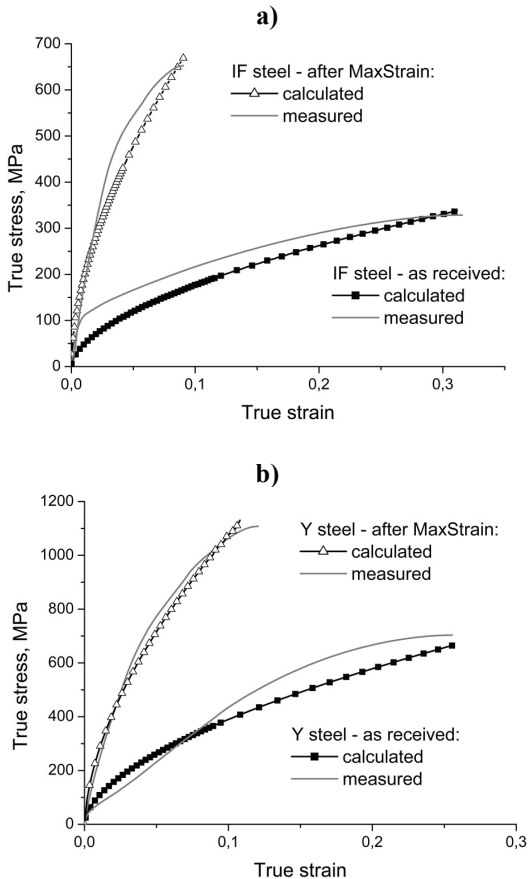 a)
700
600
500
400
300
200
100
0
True stress, MPa
IF steel - after MaxStrain:
calculated
measured
IF steel - as received:
calculated
measured
0,0
0,1
0,2
0,3
True strain
b)
1200
1000
800
600
400
200
0
True stress, MPa
Y steel - after MaxStrain:
calculated
measured
Y steel - as received:
calculated
measured
0,0
0,1
0,2
0,3
True strain